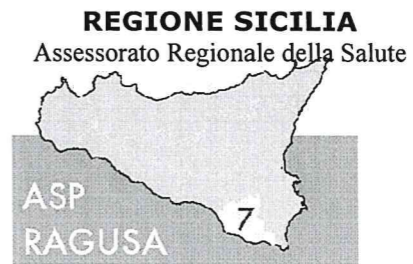 REGIONE SICILIA
Assessorato Regionale della Salute
ASP
7
RAGUSA